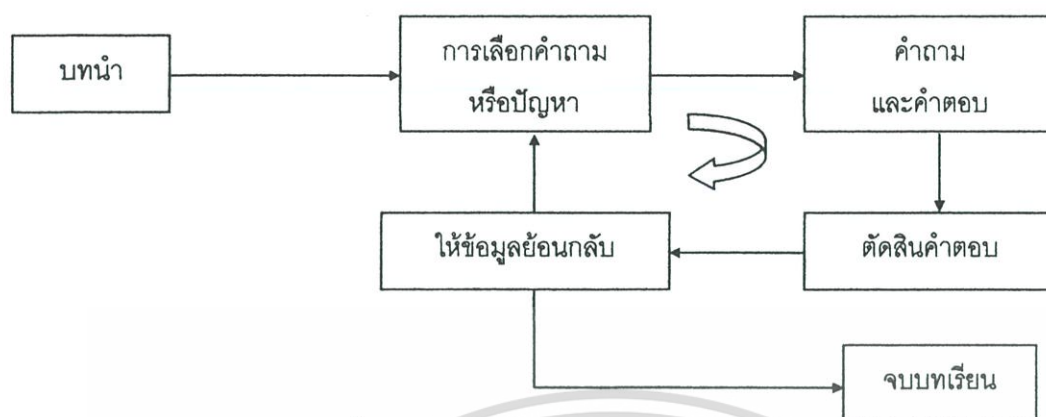 บทนำ
การเลือกคำถาม
หรือปัญหา
คำถาม
และคำตอบ
ตัดสินคำตอบ
ให้ข้อมูลย้อนกลับ
จบบทเรียน